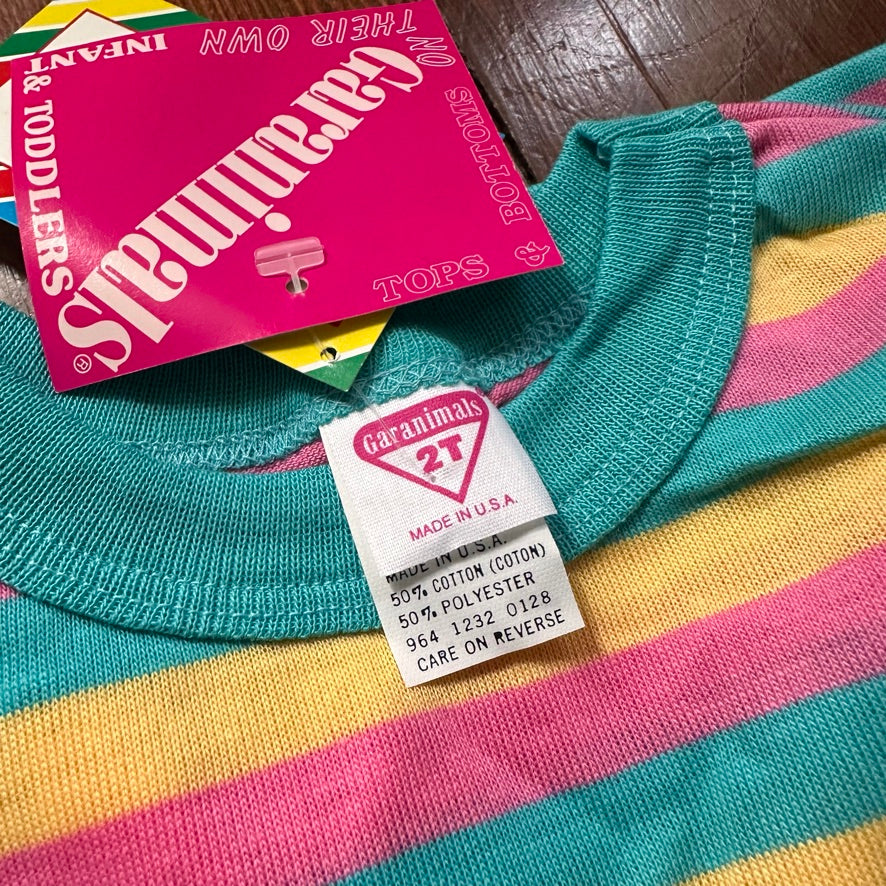 INFANT & TODDLERS
Garanimals®
ON THEIR OWN
TOPS & BOTTOMS
Garanimals
2T
MADE IN U.S.A.
MADE IN U.S.A.
50% COTTON (COTON)
50% POLYESTER
964 1232 0128
CARE ON REVERSE